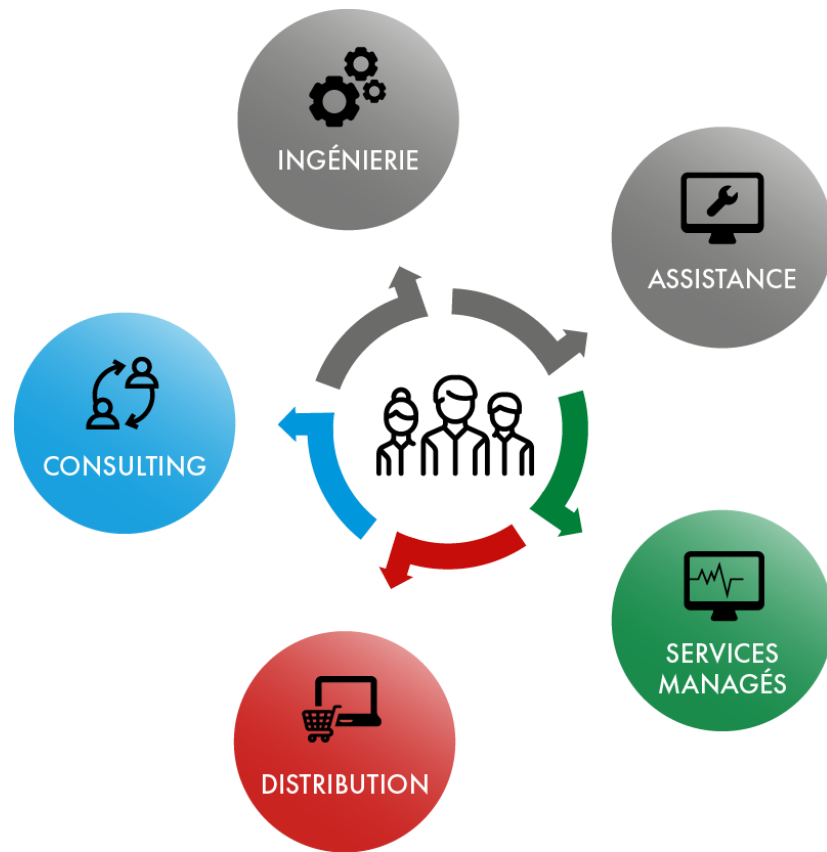 INGÉNIERIE
ASSISTANCE
CONSULTING
SERVICES
MANAGÉS
DISTRIBUTION